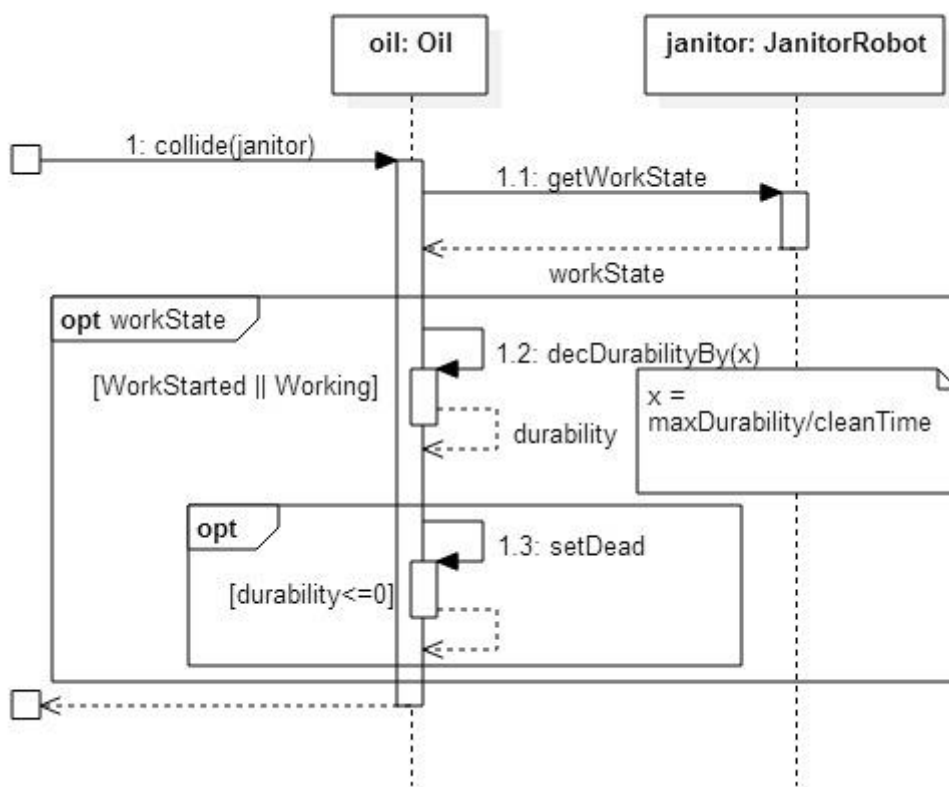 oil: Oil
janitor: JanitorRobot
1: collide(janitor)
1.1: getWorkState
workState
opt workState
1.2: decDurabilityBy(x)
[WorkStarted || Working]
x =
maxDurability/cleanTime
durability
opt
1.3: setDead
[durability<=0]